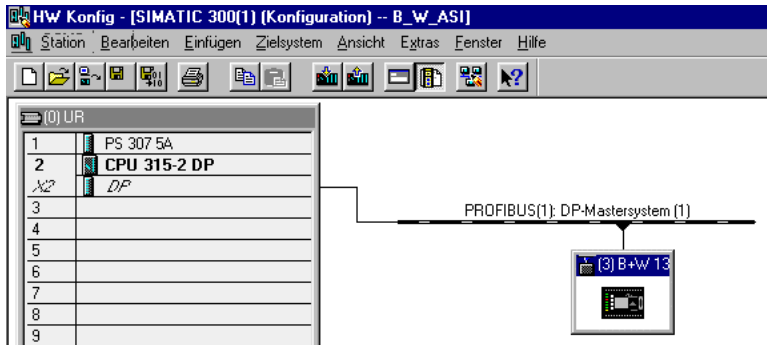 HW Konfig - [SIMATIC 300(1) (Konfiguration) -- B_W_ASI]
Station Bearbeiten Einfügen Zielsystem Ansicht Extras Fenster Hilfe
(0) UR
1 PS 307 5A
2 CPU 315-2 DP
X2 DP
3
4
5
6
7
8
9
PROFIBUS(1): DP-Mastersystem (1)
(3) B+W 13